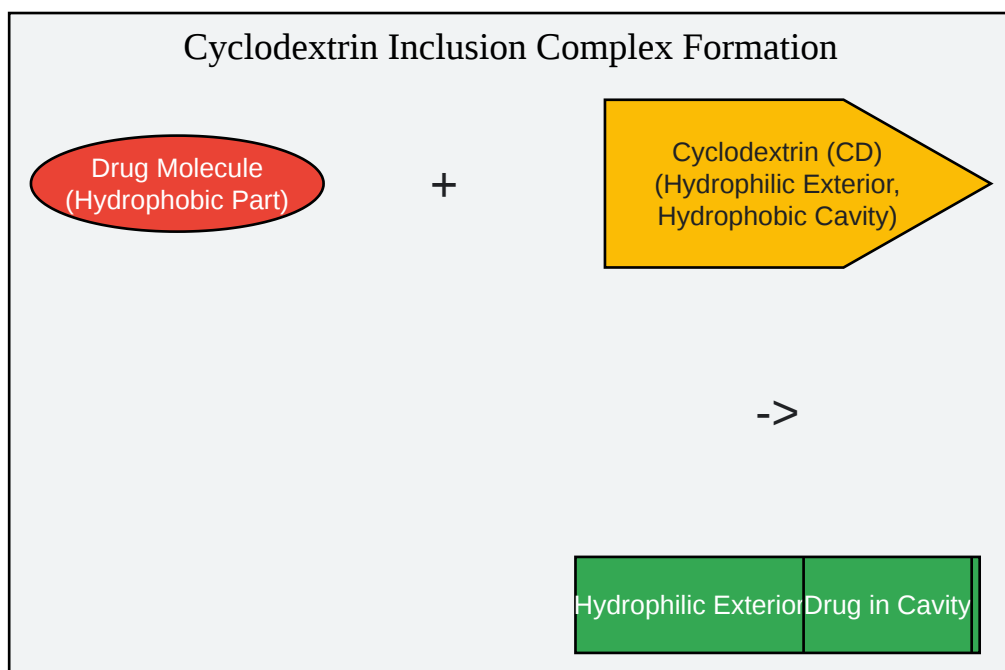 Cyclodextrin Inclusion Complex Formation
Drug Molecule
(Hydrophobic Part)
+
Cyclodextrin (CD)
(Hydrophilic Exterior,
Hydrophobic Cavity)
->
Hydrophilic Exterior
Drug in Cavity